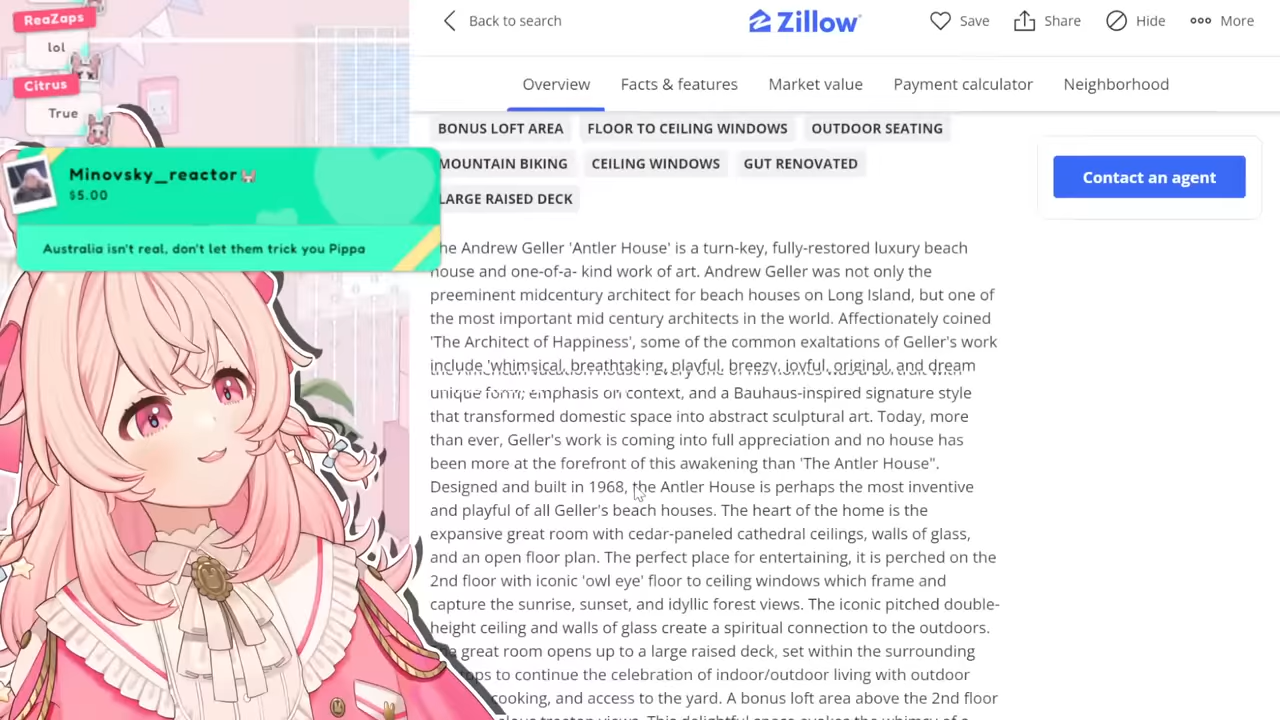 ReaZaps
lol
Citrus
True
Minovsky_reactor
$5.00
Australia isn't real, don't let them trick you Pippa
Back to search
Zillow
Save
Share
Hide
More
Overview
Facts & features
Market value
Payment calculator
Neighborhood
BONUS LOFT AREA
FLOOR TO CEILING WINDOWS
OUTDOOR SEATING
MOUNTAIN BIKING
CEILING WINDOWS
GUT RENOVATED
LARGE RAISED DECK
Contact an agent
he Andrew Geller 'Antler House' is a turn-key, fully-restored luxury beach
house and one-of-a- kind work of art. Andrew Geller was not only the
preeminent midcentury architect for beach houses on Long Island, but one of
the most important mid century architects in the world. Affectionately coined
'The Architect of Happiness', some of the common exaltations of Geller's work
include 'whimsical, breathtaking, playful, breezy, joyful, original, and dream
unique form, emphasis on context, and a Bauhaus-inspired signature style
that transformed domestic space into abstract sculptural art. Today, more
than ever, Geller's work is coming into full appreciation and no house has
been more at the forefront of this awakening than 'The Antler House".
Designed and built in 1968, the Antler House is perhaps the most inventive
and playful of all Geller's beach houses. The heart of the home is the
expansive great room with cedar-paneled cathedral ceilings, walls of glass,
and an open floor plan. The perfect place for entertaining, it is perched on the
2nd floor with iconic 'owl eye' floor to ceiling windows which frame and
capture the sunrise, sunset, and idyllic forest views. The iconic pitched double-
height ceiling and walls of glass create a spiritual connection to the outdoors.
great room opens up to a large raised deck, set within the surrounding
ops to continue the celebration of indoor/outdoor living with outdoor
cooking, and access to the yard. A bonus loft area above the 2nd floor